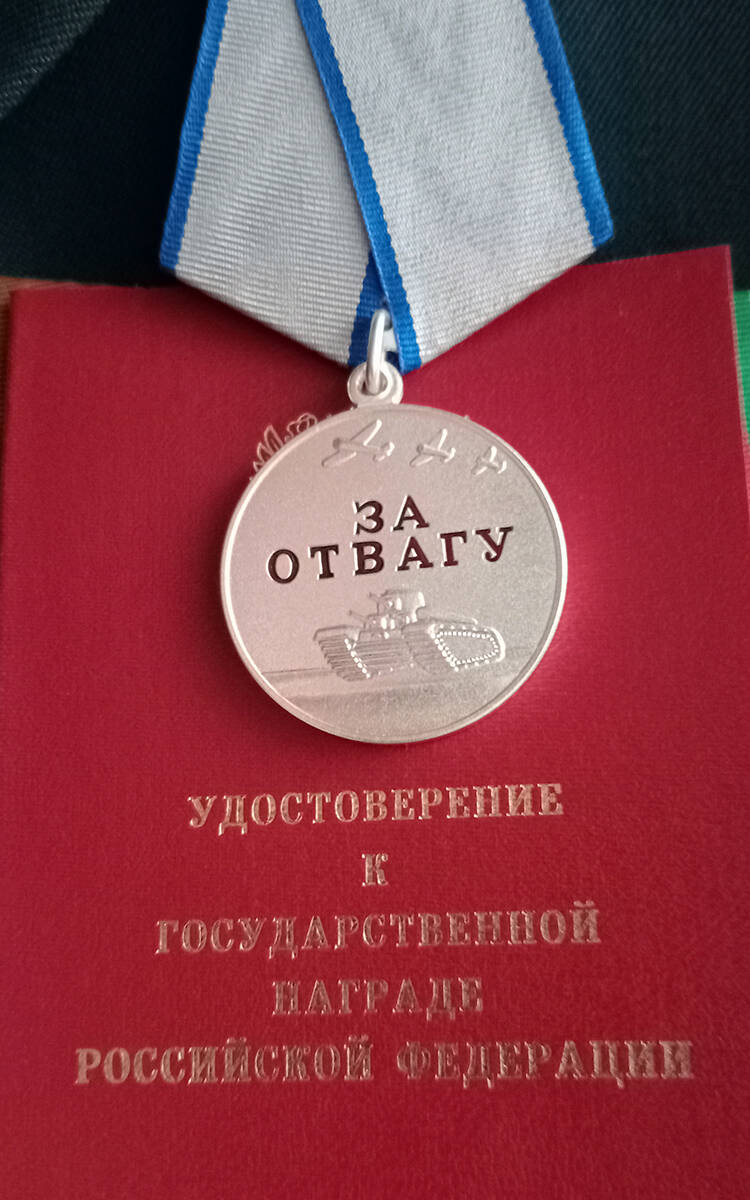 ЗА
ОТВАГУ
УДОСТОВЕРЕНИЕ
К
ГОСУДАРСТВЕННОЙ
НАГРАДЕ
РОССИЙСКОЙ ФЕДЕРАЦИИ